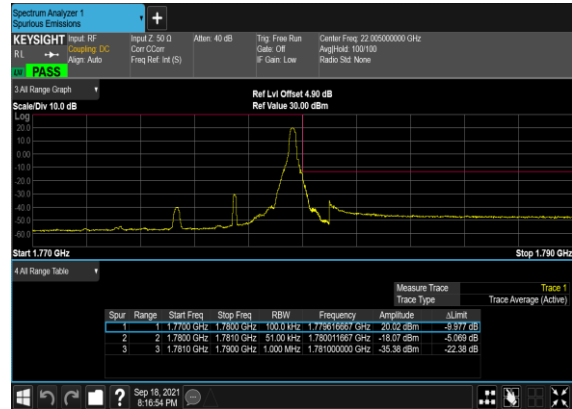 Spectrum Analyzer 1
Spurious Emissions
+
KEYSIGHT Input: RF Input Z: 50 Ω Atten: 40 dB Trig: Free Run Center Freq: 22.005000000 GHz
RL Coupling: DC Corr CCorr Gate: Off Avg|Hold: 100/100
Align: Auto Freq Ref: Int (S) IF Gain: Low Radio Std: None
PASS
3 All Range Graph
Ref Lvl Offset 4.90 dB
Scale/Div 10.0 dB Ref Value 30.00 dBm
Log
20.0
10.0
0.00
-10.0
-20.0
-30.0
-40.0
-50.0
-60.0
Start 1.770 GHz Stop 1.790 GHz
4 All Range Table
Measure Trace Trace 1
Trace Type Trace Average (Active)
Spur Range Start Freq Stop Freq RBW Frequency Amplitude ΔLimit
1 1 1.7700 GHz 1.7800 GHz 100.0 kHz 1.779616667 GHz 20.02 dBm -9.977 dB
2 2 1.7800 GHz 1.7810 GHz 51.00 kHz 1.780011667 GHz -18.07 dBm -5.069 dB
3 3 1.7810 GHz 1.7900 GHz 1.000 MHz 1.781000000 GHz -35.38 dBm -22.38 dB
? Sep 18, 2021
8:16:54 PM